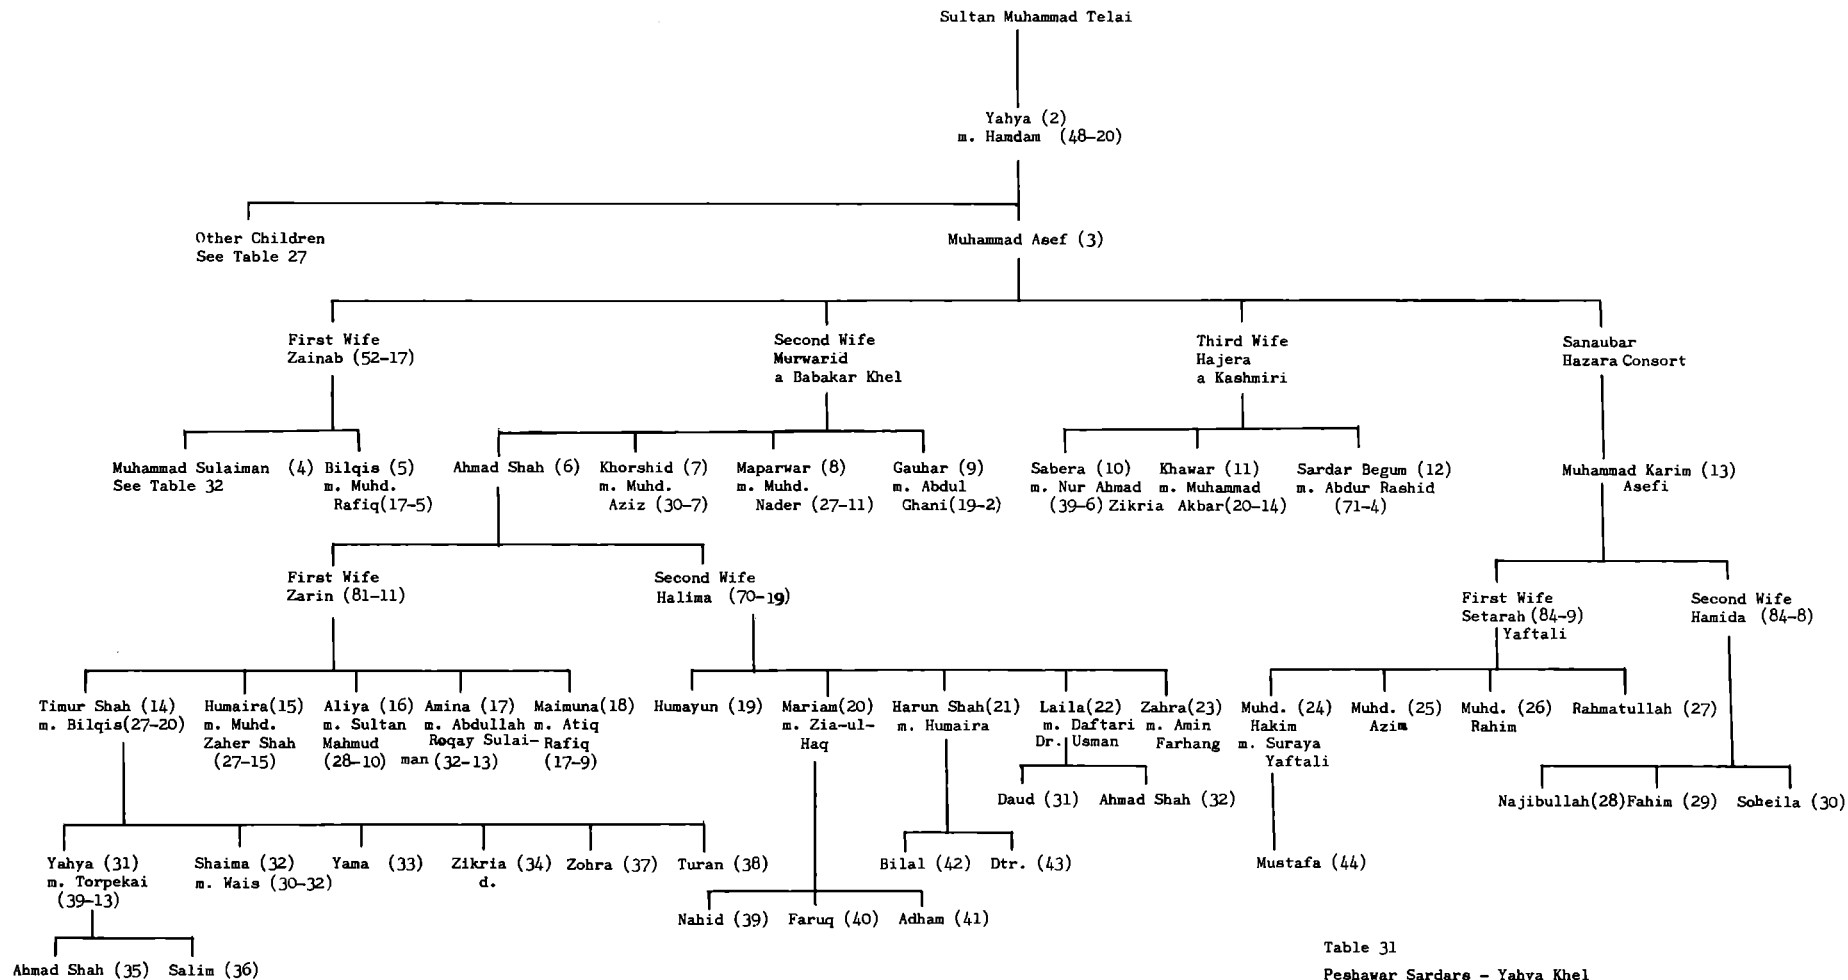 Sultan Muhammad Telai
Yahya (2)
m. Hamdam (48-20)
Other Children
See Table 27
Muhammad Asef (3)
First Wife
Zainab (52-17)
Second Wife
Murwarid
a Babakar Khel
Third Wife
Hajera
a Kashmiri
Sanaubar
Hazara Consort
Muhammad Sulaiman (4)
See Table 32
Bilqis (5)
m. Muhd.
Rafiq(17-5)
Ahmad Shah (6)
Khorshid (7)
m. Muhd.
Aziz (30-7)
Maparwar (8)
m. Muhd.
Nader (27-11)
Gauhar (9)
m. Abdul
Ghani(19-2)
Sabera (10)
m. Nur Ahmad
(39-6) Zikria
Khawar (11)
m. Muhammad
Akbar(20-14)
Sardar Begum (12)
m. Abdur Rashid
(71-4)
Muhammad Karim (13)
Asefi
First Wife
Zarin (81-11)
Second Wife
Halima (70-19)
First Wife
Setarah (84-9)
Yaftali
Second Wife
Hamida (84-8)
Timur Shah (14)
m. Bilqis(27-20)
Humaira(15)
m. Muhd.
Zaher Shah
(27-15)
Aliya (16)
m. Sultan
Mahmud
(28-10)
Amina (17)
m. Abdullah
Roqay Sulai-
man (32-13)
Maimuna(18)
m. Atiq
Rafiq
(17-9)
Humayun (19)
Mariam(20)
m. Zia-ul-
Haq
Harun Shah(21)
m. Humaira
Laila(22)
m. Daftari
Dr. Usman
Zahra(23)
m. Amin
Farhang
Muhd. (24)
Hakim
m. Suraya
Yaftali
Muhd. (25)
Azim
Muhd. (26)
Rahim
Rahmatullah (27)
Daud (31)
Ahmad Shah (32)
Najibullah(28)
Fahim (29)
Soheila (30)
Yahya (31)
m. Torpekai
(39-13)
Shaima (32)
m. Wais (30-32)
Yama (33)
Zikria (34)
d.
Zohra (37)
Turan (38)
Bilal (42)
Dtr. (43)
Mustafa (44)
Nahid (39)
Faruq (40)
Adham (41)
Ahmad Shah (35)
Salim (36)
Table 31
Peshawar Sardars - Yahya Khel